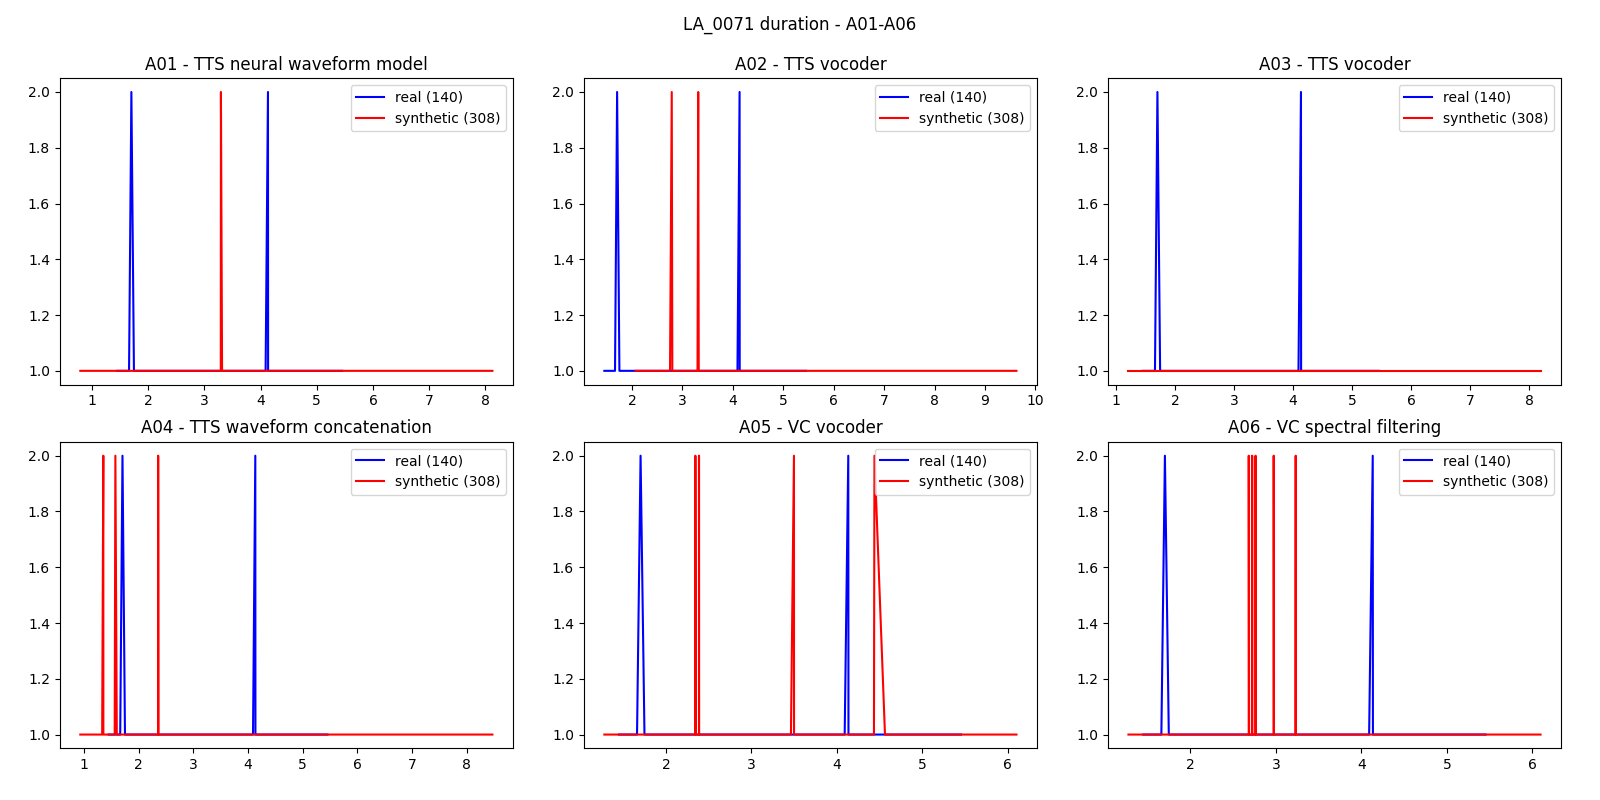 LA_0071 duration - A01-A06
A01 - TTS neural waveform model
2.0
1.8
1.6
1.4
1.2
1.0
1 2 3 4 5 6 7 8
real (140)
synthetic (308)
A02 - TTS vocoder
2.0
1.8
1.6
1.4
1.2
1.0
2 3 4 5 6 7 8 9 10
real (140)
synthetic (308)
A03 - TTS vocoder
2.0
1.8
1.6
1.4
1.2
1.0
1 2 3 4 5 6 7 8
real (140)
synthetic (308)
A04 - TTS waveform concatenation
2.0
1.8
1.6
1.4
1.2
1.0
1 2 3 4 5 6 7 8
real (140)
synthetic (308)
A05 - VC vocoder
2.0
1.8
1.6
1.4
1.2
1.0
2 3 4 5 6
real (140)
synthetic (308)
A06 - VC spectral filtering
2.0
1.8
1.6
1.4
1.2
1.0
2 3 4 5 6
real (140)
synthetic (308)